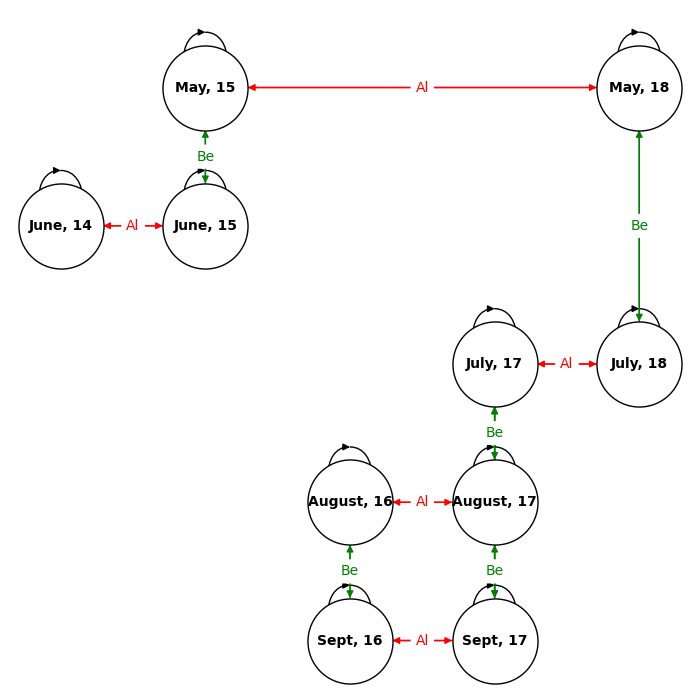 May, 15
Al
May, 18
Be
June, 14
Al
June, 15
Be
July, 17
Al
July, 18
Be
August, 16
Al
August, 17
Be
Be
Sept, 16
Al
Sept, 17